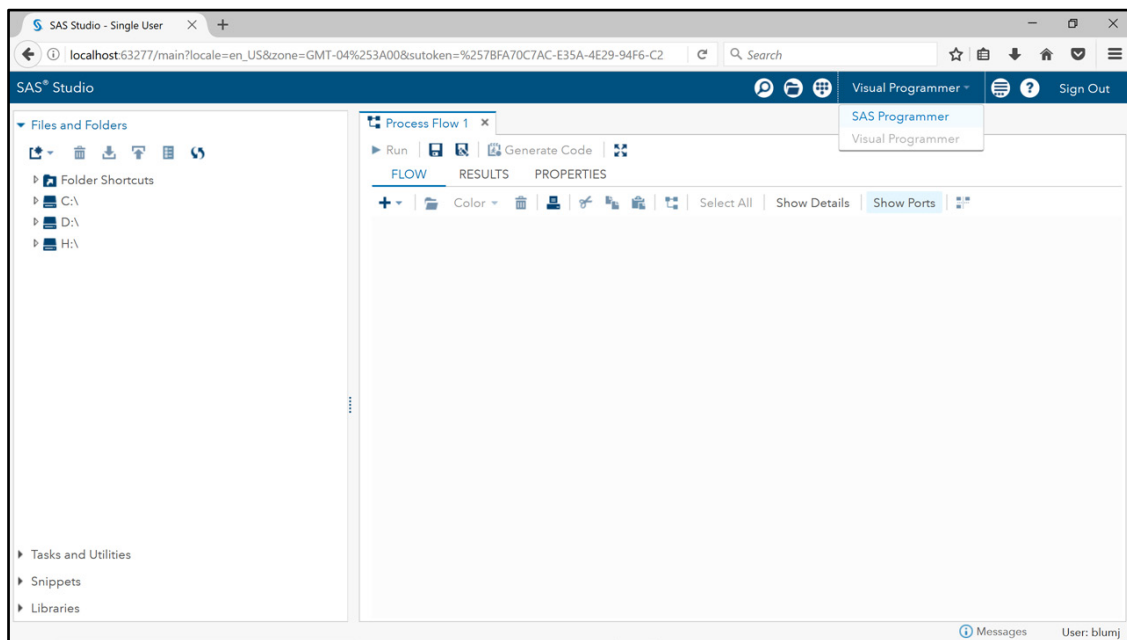 SAS Studio - Single User
localhost:63277/main?locale=en_US&zone=GMT-04%253A00&sutoken=%257BFA70C7AC-E35A-4E29-94F6-C2
Search
SAS® Studio
Visual Programmer
Sign Out
SAS Programmer
Visual Programmer
Files and Folders
Folder Shortcuts
C:\
D:\
H:\
Tasks and Utilities
Snippets
Libraries
Process Flow 1
Run
Generate Code
FLOW RESULTS PROPERTIES
Color
Select All Show Details Show Ports
Messages User: blumj